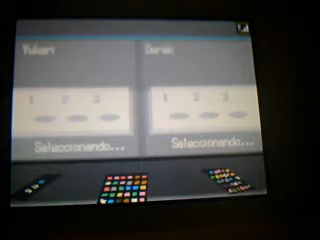 Yukari Derek
1 2 3 1 2 3
Seleccionando... Seleccionando...